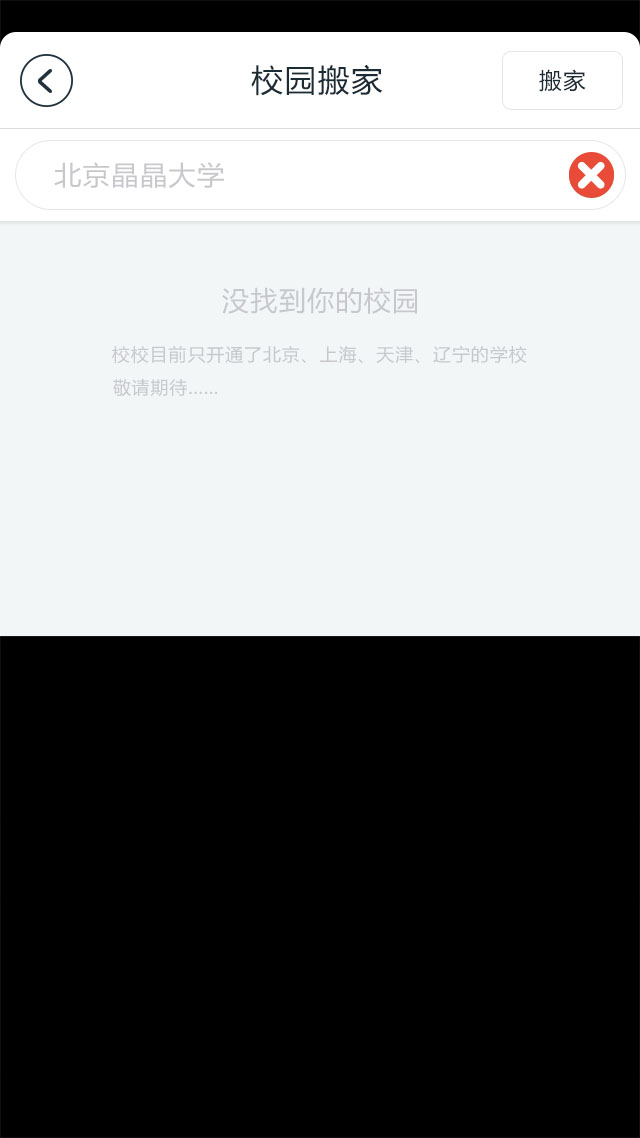 校园搬家
搬家
北京晶晶大学
没找到你的校园
校校目前只开通了北京、上海、天津、辽宁的学校
敬请期待……